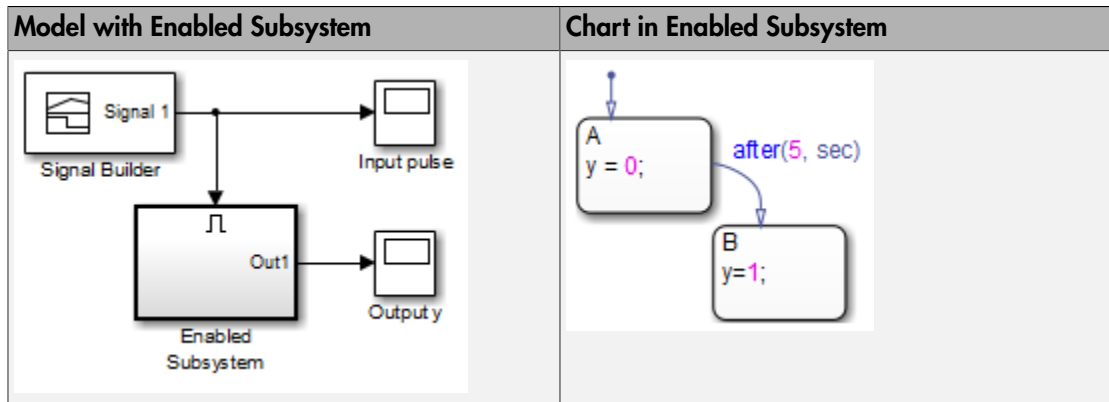 Model with Enabled Subsystem
Chart in Enabled Subsystem
Signal 1
Signal Builder
Input pulse
Out1
Output y
Enabled
Subsystem
A
y = 0;
after(5, sec)
B
y=1;